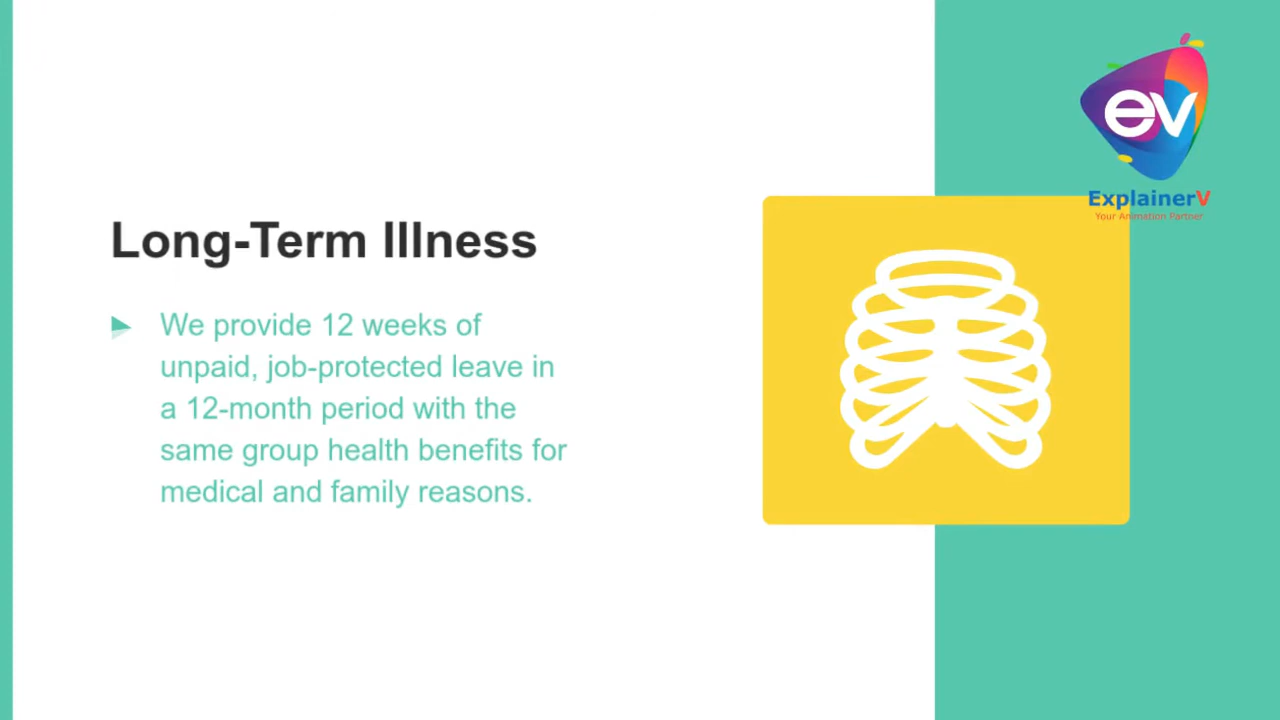 ev
ExplainerV
Your Animation Partner
Long-Term Illness
We provide 12 weeks of
unpaid, job-protected leave in
a 12-month period with the
same group health benefits for
medical and family reasons.